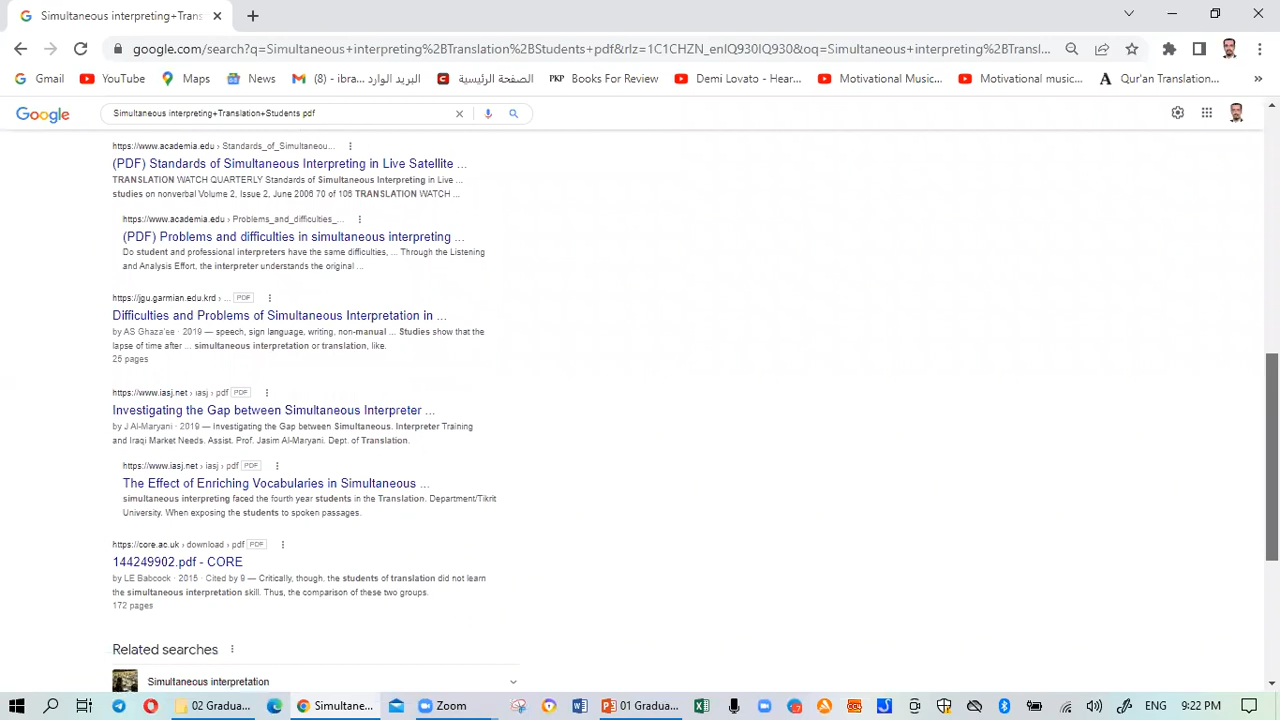 Simultaneous interpreting+Trans
google.com/search?q=Simultaneous+interpreting%2BTranslation%2BStudents+pdf&rlz=1C1CHZN_enIQ930IQ930&oq=Simultaneous+interpreting%2BTransl...
Gmail YouTube Maps News البريد الوارد (8) - ibra... الصفحة الرئيسية PKP Books For Review Demi Lovato - Hear... Motivational Music... Motivational music... A Qur'an Translation... »
Google Simultaneous interpreting+Translation+Students pdf
https://www.academia.edu › Standards_of_Simultaneou...
(PDF) Standards of Simultaneous Interpreting in Live Satellite ...
TRANSLATION WATCH QUARTERLY Standards of Simultaneous Interpreting in Live ...
studies on nonverbal Volume 2, Issue 2, June 2006 70 of 106 TRANSLATION WATCH ...
https://www.academia.edu › Problems_and_difficulties_...
(PDF) Problems and difficulties in simultaneous interpreting ...
Do student and professional interpreters have the same difficulties, ... Through the Listening
and Analysis Effort, the interpreter understands the original ...
https://jgu.garmian.edu.krd › ... PDF
Difficulties and Problems of Simultaneous Interpretation in ...
by AS Ghaza'ee · 2019 — speech, sign language, writing, non-manual ... Studies show that the
lapse of time after ... simultaneous interpretation or translation, like.
25 pages
https://www.iasj.net › iasj › pdf PDF
Investigating the Gap between Simultaneous Interpreter ...
by J Al-Maryani · 2019 — Investigating the Gap between Simultaneous. Interpreter Training
and Iraqi Market Needs. Assist. Prof. Jasim Al-Maryani. Dept. of Translation.
https://www.iasj.net › iasj › pdf PDF
The Effect of Enriching Vocabularies in Simultaneous ...
simultaneous interpreting faced the fourth year students in the Translation. Department/Tikrit
University. When exposing the students to spoken passages.
https://core.ac.uk › download › pdf PDF
144249902.pdf - CORE
by LE Babcock · 2015 · Cited by 9 — Critically, though, the students of translation did not learn
the simultaneous interpretation skill. Thus, the comparison of these two groups.
172 pages
Related searches
Simultaneous interpretation
02 Gradua... Simultane... Zoom 01 Gradua... ENG 9:22 PM